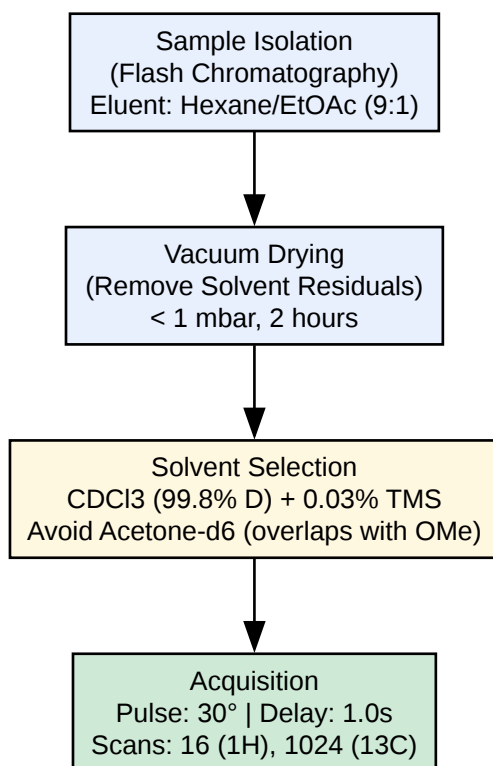 Sample Isolation
(Flash Chromatography)
Eluent: Hexane/EtOAc (9:1)
Vacuum Drying
(Remove Solvent Residuals)
< 1 mbar, 2 hours
Solvent Selection
CDCl3 (99.8% D) + 0.03% TMS
Avoid Acetone-d6 (overlaps with OMe)
Acquisition
Pulse: 30° | Delay: 1.0s
Scans: 16 (1H), 1024 (13C)